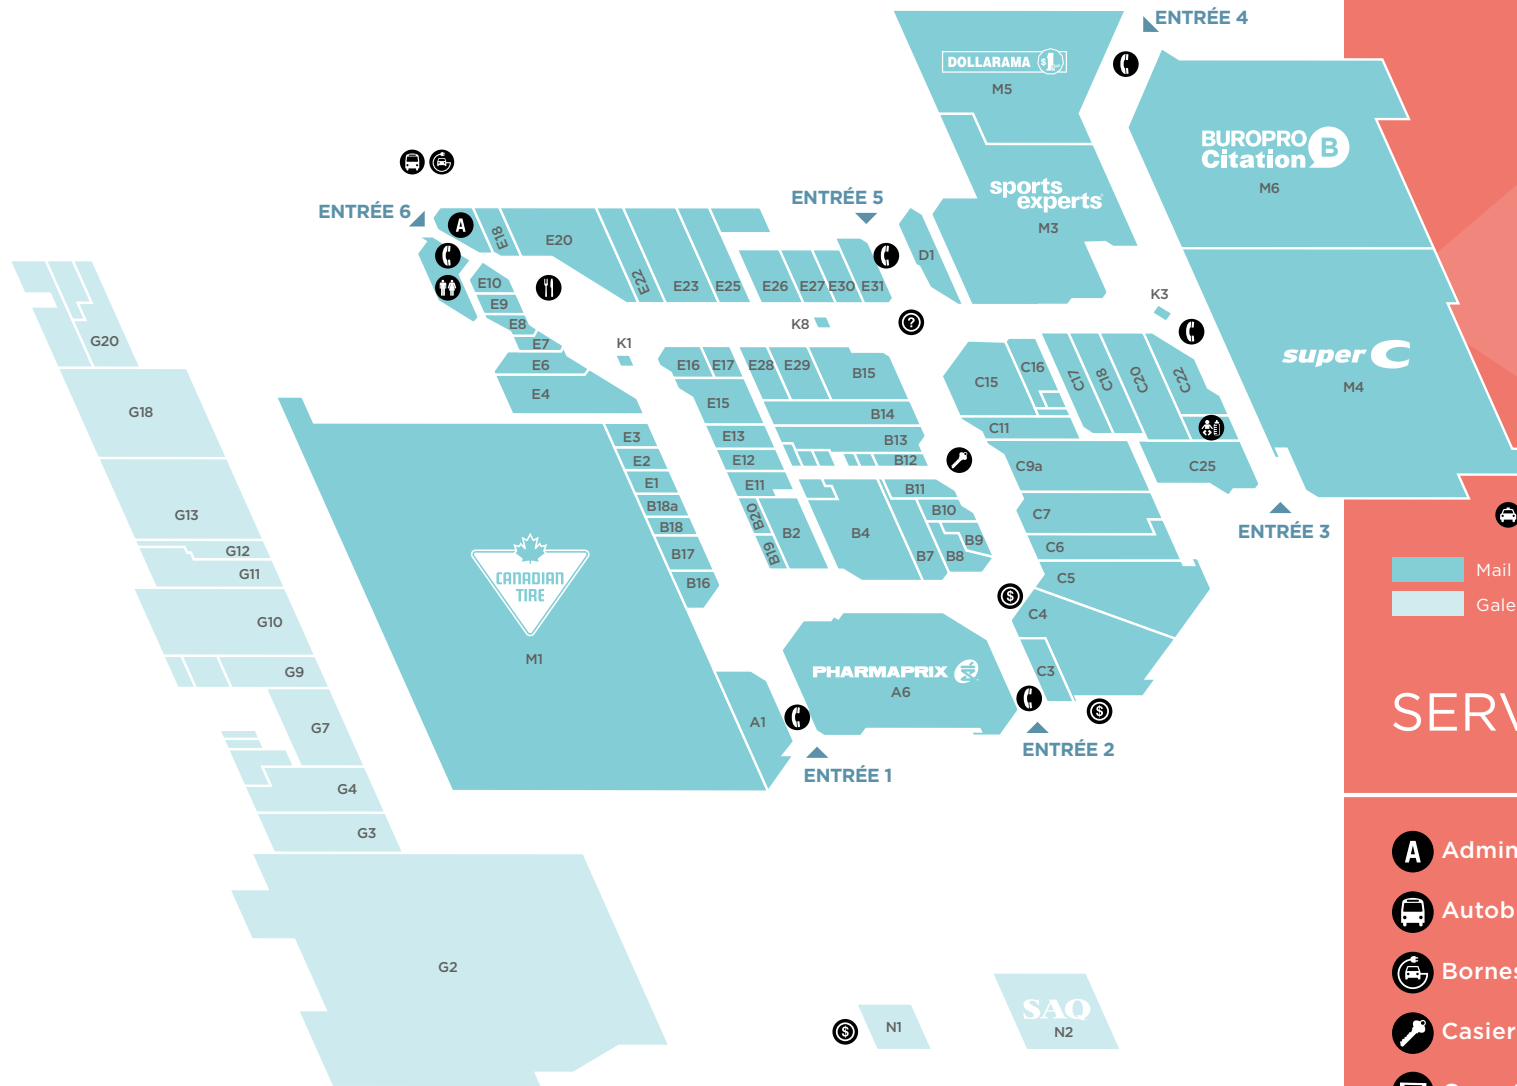 ENTRÉE 4
DOLLARAMA $1
M5
BUROPRO
Citation B
M6
sports
experts
M3
ENTRÉE 5
ENTRÉE 6
A
E18
E20
E22
E23
E25
E26
E27
E30
E31
D1
E10
E9
E8
E7
E6
E4
K1
K8
?
K3
super C
M4
G20
G18
G13
G12
G11
G10
G9
G7
G4
G3
G2
E16
E17
E28
E29
B15
E15
B14
E13
B13
E12
B12
E11
E3
E2
E1
B18a
B18
B17
B16
B20
B19
B2
B4
B11
B10
B9
B8
B7
C15
C16
C17
C18
C20
C22
C11
C9a
C25
C7
C6
C5
C4
C3
ENTRÉE 3
CANADIAN
TIRE
M1
PHARMAPRIX
A6
A1
$
$
ENTRÉE 1
ENTRÉE 2
$
N1
SAQ
N2
Mail
Gale
SERV
A Admin
Autob
Bornes
Casier